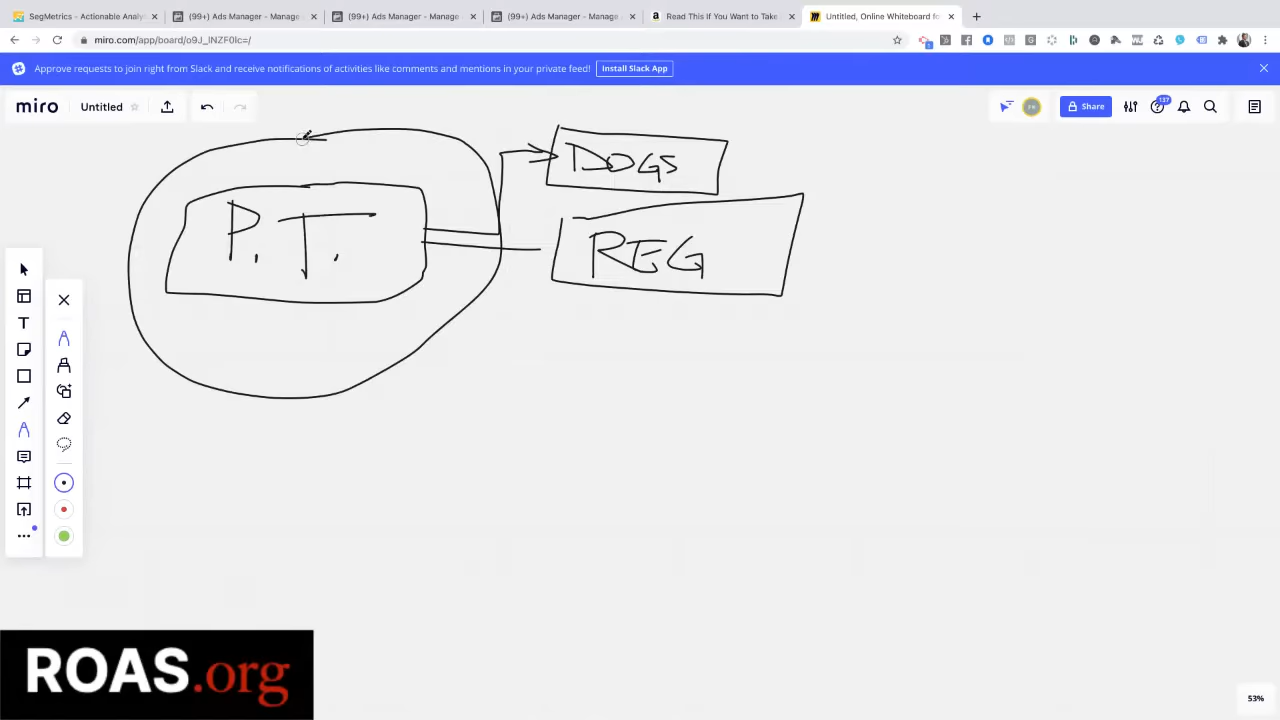 SegMetrics - Actionable Analy
(99+) Ads Manager - Manage
(99+) Ads Manager - Manage
(99+) Ads Manager - Manage
Read This if You Want to Take
Untitled, Online Whiteboard fo
miro.com/app/board/o9J_lNZF0lc=/
Approve requests to join right from Slack and receive notifications of activities like comments and mentions in your private feed!
Install Slack App
miro
Untitled
Share
137
P.T.
DOGS
REG
ROAS.org
53%